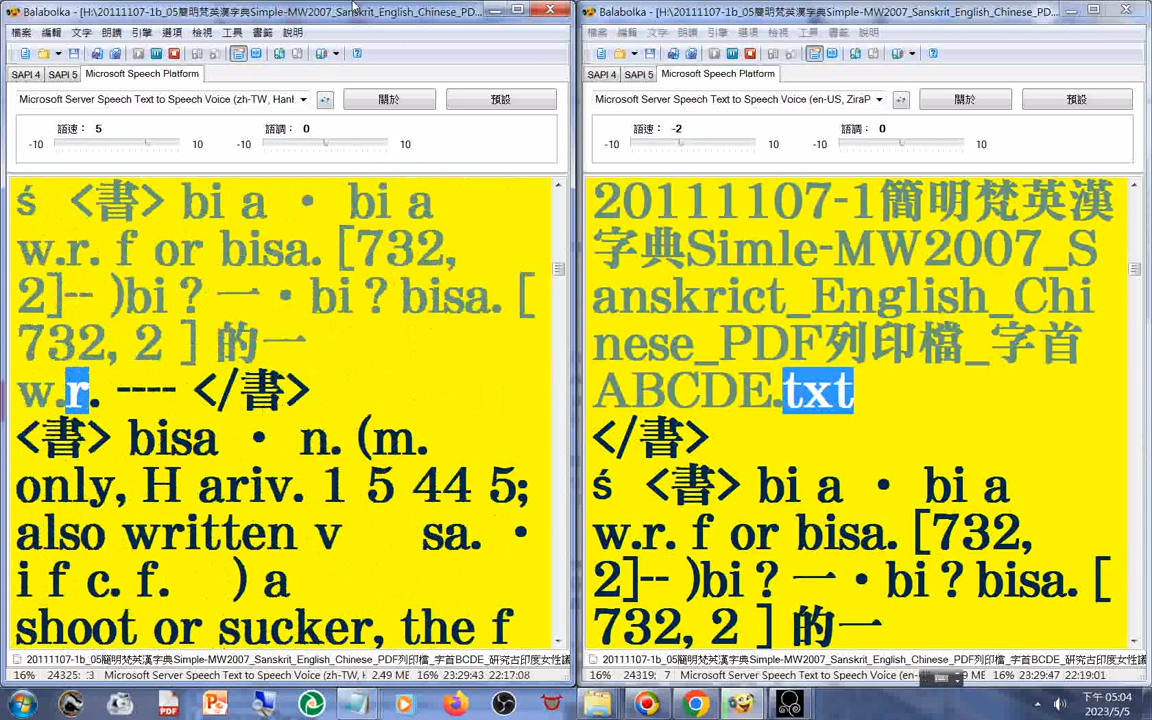 Balabolka - [H:\20111107-1b_05簡明梵英漢字典Simple-MW2007_Sanskrit_English_Chinese_PD...
檔案 編輯 文字 朗讀 引擎 選項 檢視 工具 書籤 說明
SAPI 4 SAPI 5 Microsoft Speech Platform
Microsoft Server Speech Text to Speech Voice (zh-TW, Hanl
關於 預設
語速: 5 語調: 0
-10 10 -10 10
ś <書> bi a • bi a
w.r. f or bisa. [732,
2]-- )bi ? 一 • bi ? bisa. [
732, 2 ] 的一
w.r. ---- </書>
<書> bisa • n. (m.
only, H ariv. 1 5 44 5;
also written v sa. •
i f c. f. ) a
shoot or sucker, the f
20111107-1b_05簡明梵英漢字典Simple-MW2007_Sanskrit_English_Chinese_PDF列印檔_字首BCDE_研究古印度女性議
16% 24325: :3 Microsoft Server Speech Text to Speech Voice (zh-TW, H 2.49 ME 16% 23:29:43 22:17:08
Balabolka - [H:\20111107-1b_05簡明梵英漢字典Simple-MW2007_Sanskrit_English_Chinese_PD...
檔案 編輯 文字 朗讀 引擎 選項 檢視 工具 書籤 說明
SAPI 4 SAPI 5 Microsoft Speech Platform
Microsoft Server Speech Text to Speech Voice (en-US, ZiraP
關於 預設
語速: -2 語調: 0
-10 10 -10 10
20111107-1簡明梵英漢
字典Simle-MW2007_S
anskrict_English_Chi
nese_PDF列印檔_字首
ABCDE.txt
</書>
ś <書> bi a • bi a
w.r. f or bisa. [732,
2]-- )bi ? 一 • bi ? bisa. [
732, 2 ] 的一
20111107-1b_05簡明梵英漢字典Simple-MW2007_Sanskrit_English_Chinese_PDF列印檔_字首BCDE_研究古印度女性議
16% 24319: 7 Microsoft Server Speech Text to Speech Voice (en-US, 9 ME 16% 23:29:47 22:19:01
下午 05:04
2023/5/5